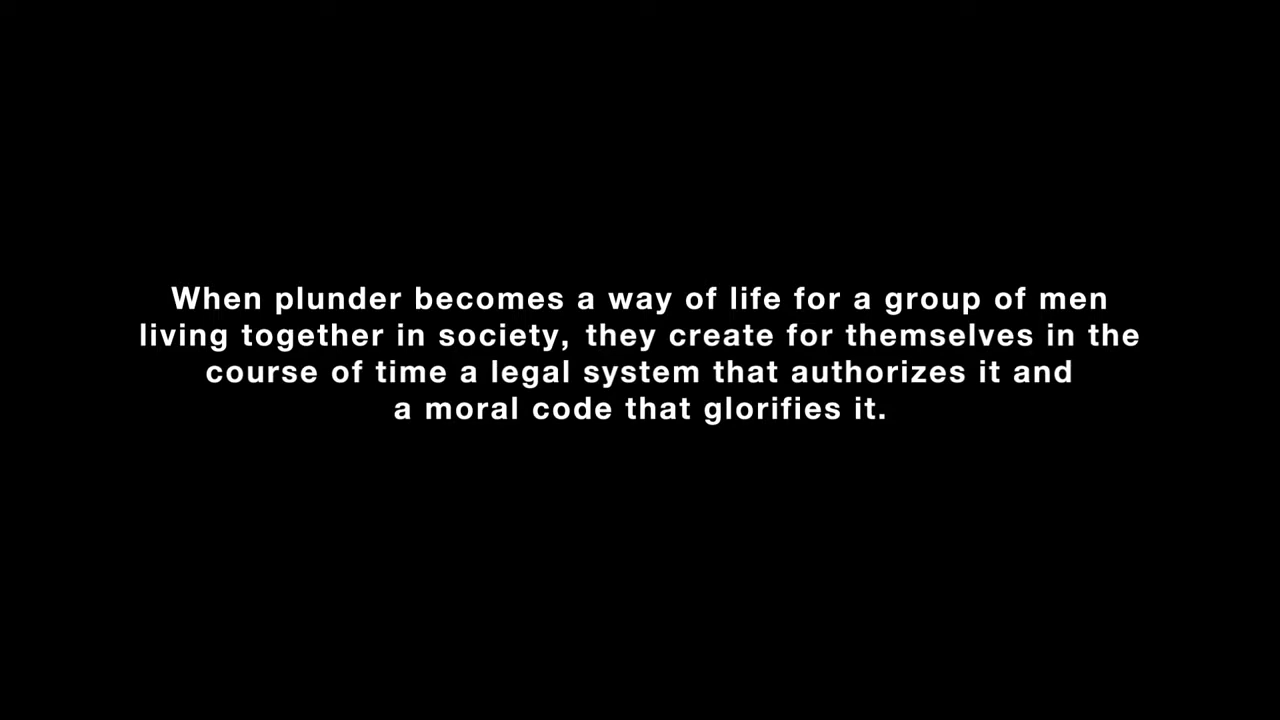 When plunder becomes a way of life for a group of men
living together in society, they create for themselves in the
course of time a legal system that authorizes it and
a moral code that glorifies it.